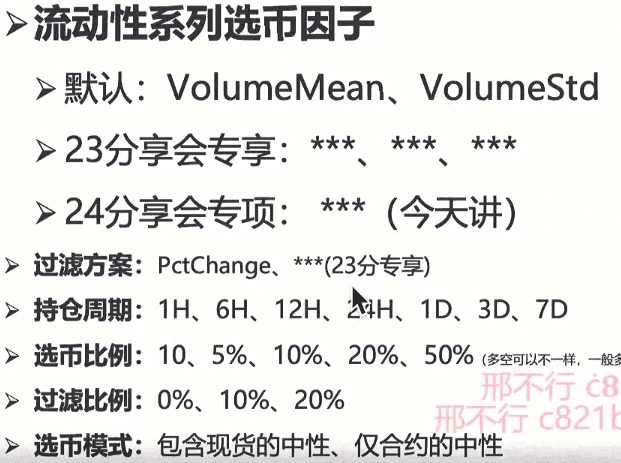 ➢流动性系列选币因子
➢默认：VolumeMean、VolumeStd
➢23分享会专享：***、***、***
➢24分享会专项： ***（今天讲）
➢ 过滤方案：PctChange、***(23分专享)
➢ 持仓周期：1H、6H、12H、24H、1D、3D、7D
➢ 选币比例：10、5%、10%、20%、50%（多空可以不一样，一般多
➢ 过滤比例：0%、10%、20%
邢不行 c8
邢不行 c821b
➢ 选币模式：包含现货的中性、仅合约的中性